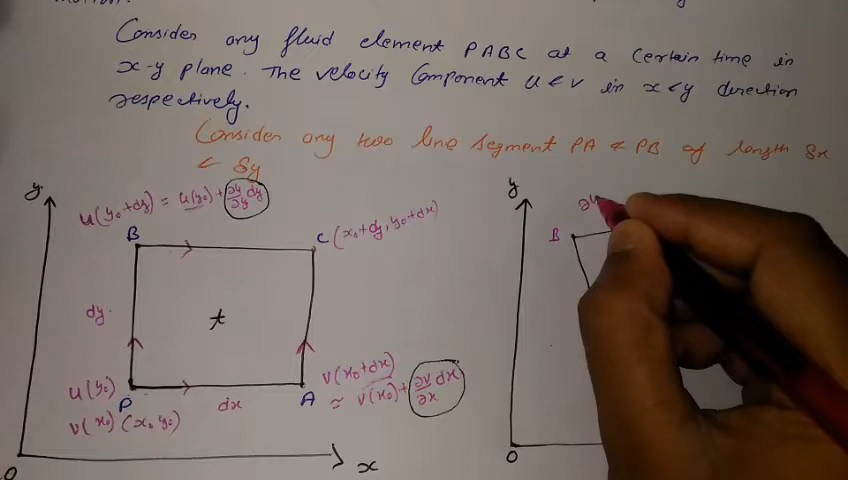 Consider any fluid element PABC at a certain time in
x-y plane. The velocity Component u & v in x & y direction
respectively.
Consider any two line segment PA & PB of length δx
& δy
y
u(y₀+dy) = u(y₀) + ∂u/∂y dy
B
C (x₀+dy, y₀+dx)
dy
t
u(y₀)
P
v(x₀) (x₀ y₀)
dx
A
v(x₀+dx)
≈ v(x₀) + ∂v/∂x dx
O
x
y
B
O